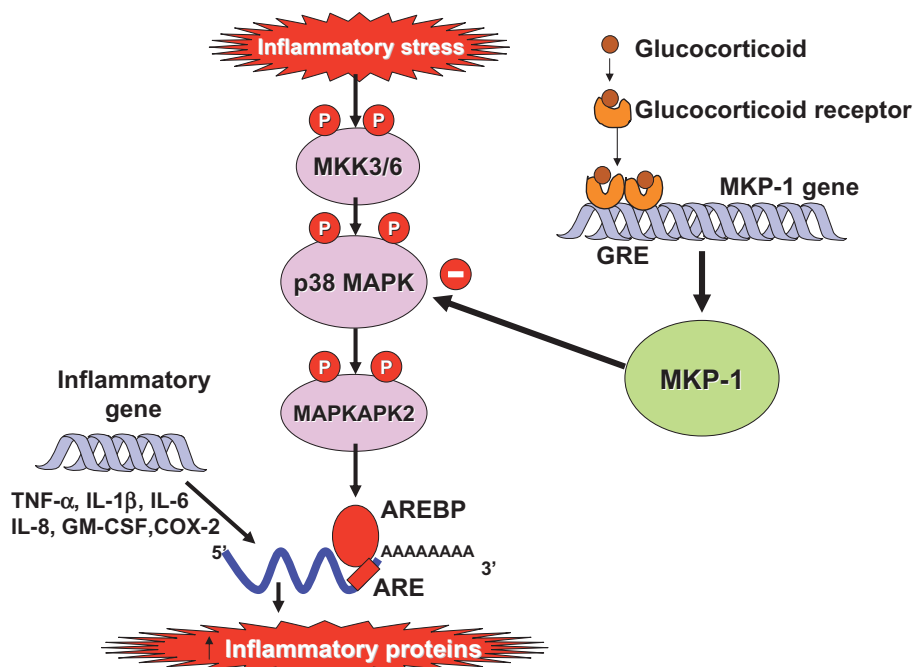 Inflammatory stress
P P
MKK3/6
P P
p38 MAPK
P P
MAPKAPK2
Glucocorticoid
Glucocorticoid receptor
MKP-1 gene
GRE
MKP-1
Inflammatory
gene
TNF-α, IL-1β, IL-6
IL-8, GM-CSF,COX-2
AREBP
5’
AAAAAAAA
3’
ARE
↑ Inflammatory proteins